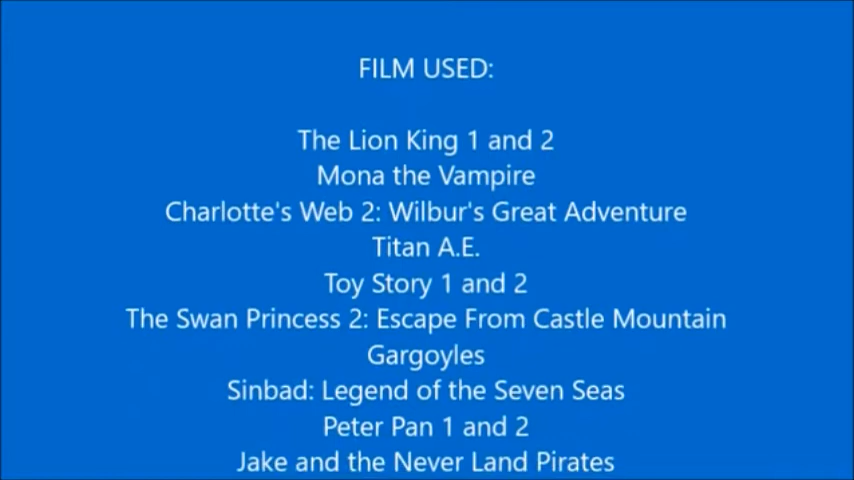 FILM USED:
The Lion King 1 and 2
Mona the Vampire
Charlotte's Web 2: Wilbur's Great Adventure
Titan A.E.
Toy Story 1 and 2
The Swan Princess 2: Escape From Castle Mountain
Gargoyles
Sinbad: Legend of the Seven Seas
Peter Pan 1 and 2
Jake and the Never Land Pirates